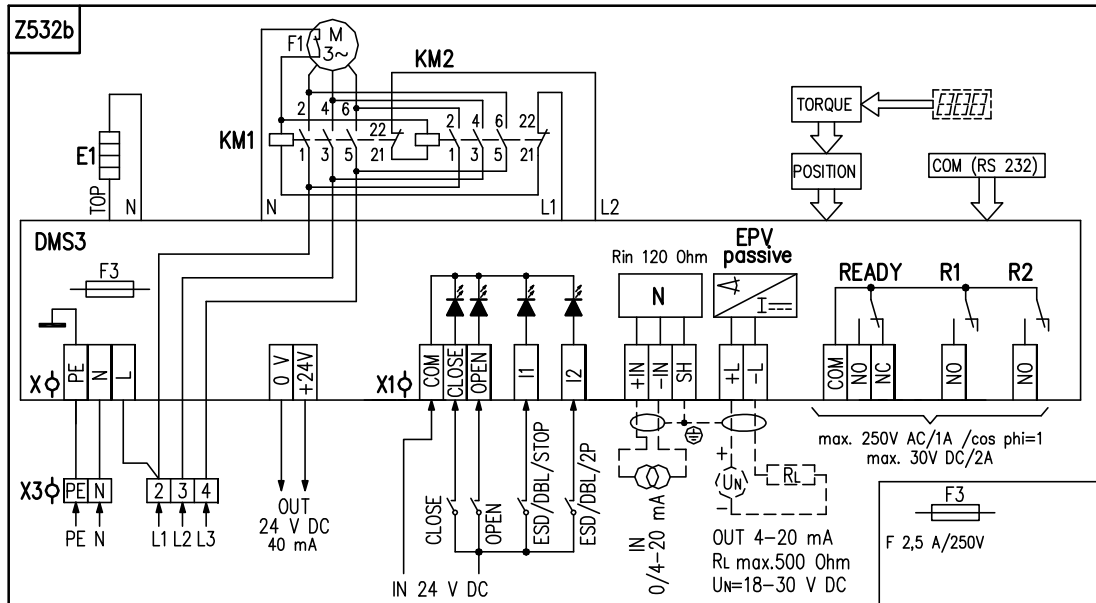 Z532b
F1
M
3~
KM2
2 4 6
22
2 4 6
22
KM1
1 3 5
21
1 3 5
21
E1
TOP
N
N
L1
L2
TORQUE
POSITION
COM (RS 232)
DMS3
F3
Rin 120 Ohm
N
EPV
passive
I
READY
R1
R2
X
PE
N
L
0 V
+24V
X1
COM
CLOSE
OPEN
I1
I2
+IN
-IN
SH
+L
-L
COM
NO
NC
NO
NO
max. 250V AC/1A /cos phi=1
max. 30V DC/2A
X3
PE N
2 3 4
PE N
L1 L2 L3
OUT
24 V DC
40 mA
CLOSE
OPEN
ESD/DBL/STOP
ESD/DBL/2P
IN 24 V DC
IN
0/4-20 mA
+
UN
-
RL
OUT 4-20 mA
RL max.500 Ohm
UN=18-30 V DC
F3
F 2,5 A/250V